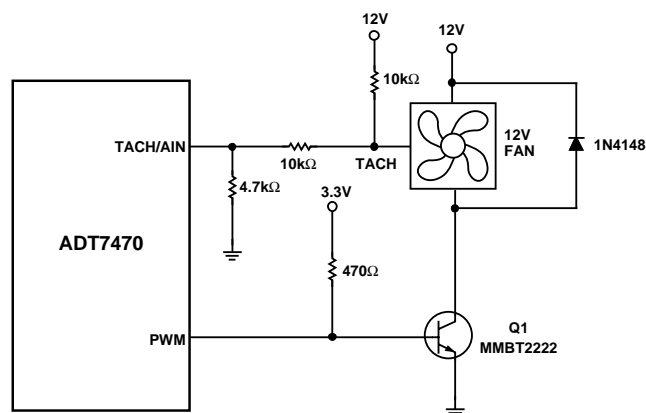 12V
12V
10kΩ
TACH/AIN
10kΩ
TACH
12V
FAN
1N4148
4.7kΩ
3.3V
ADT7470
470Ω
PWM
Q1
MMBT2222